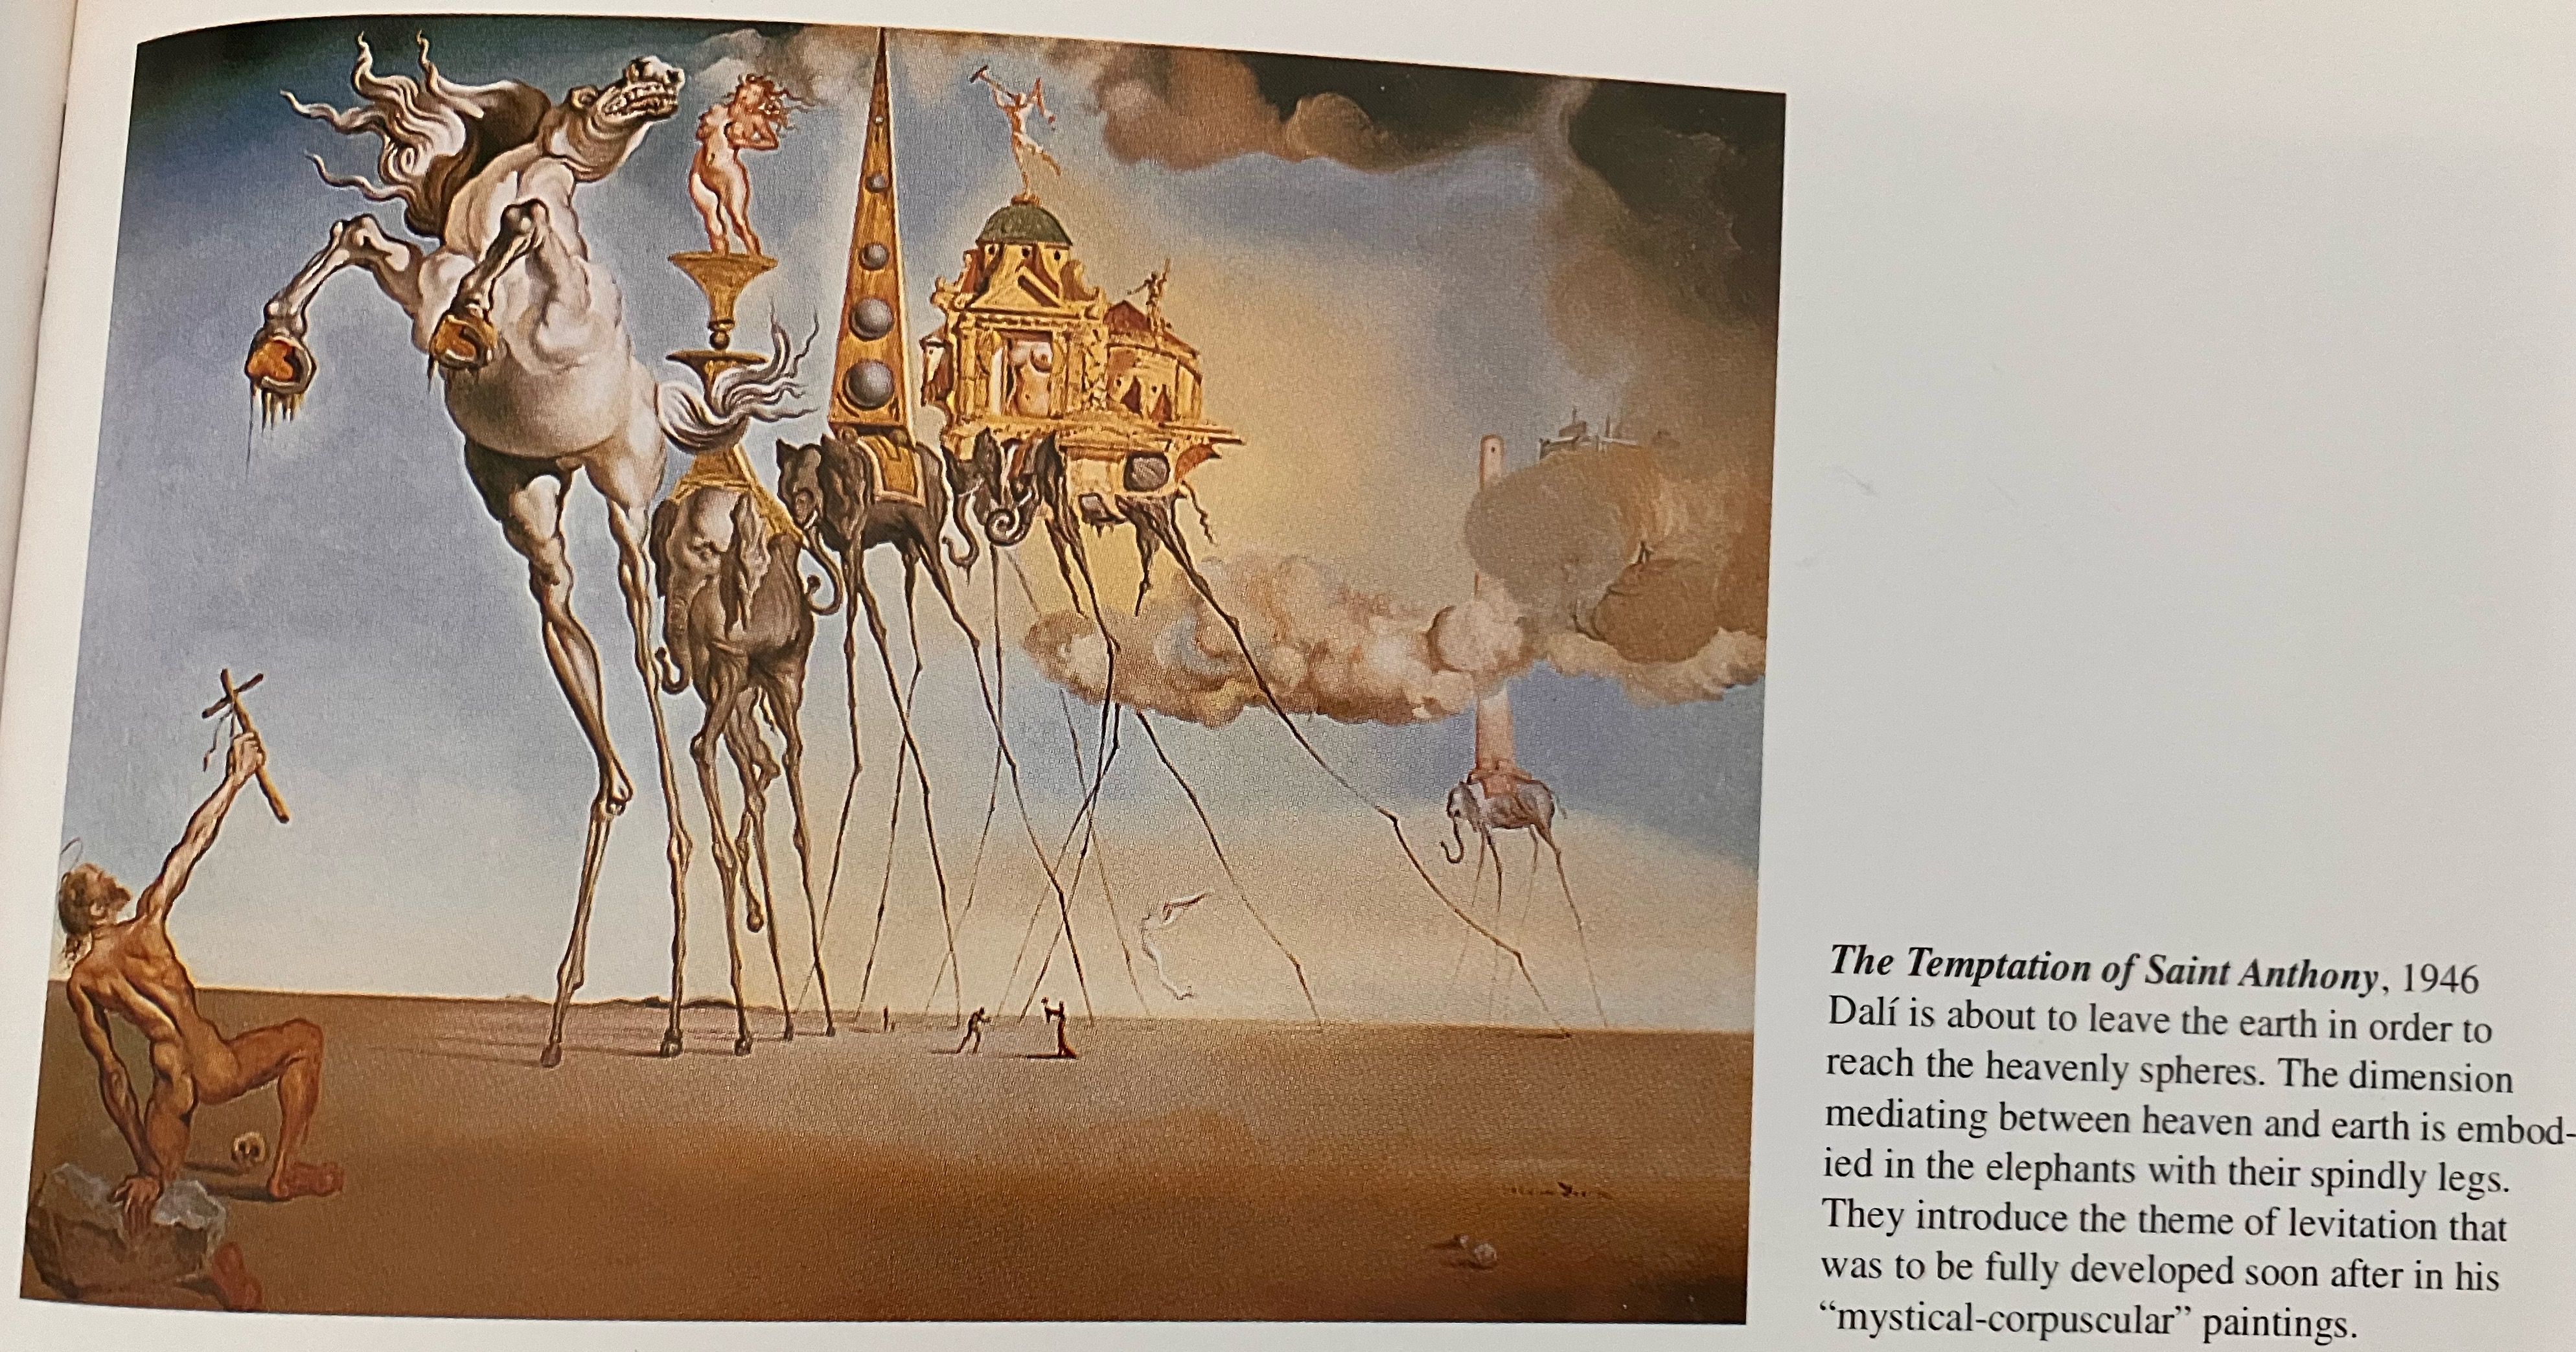 The Temptation of Saint Anthony, 1946
Dalí is about to leave the earth in order to
reach the heavenly spheres. The dimension
mediating between heaven and earth is embod-
ied in the elephants with their spindly legs.
They introduce the theme of levitation that
was to be fully developed soon after in his
“mystical-corpuscular” paintings.